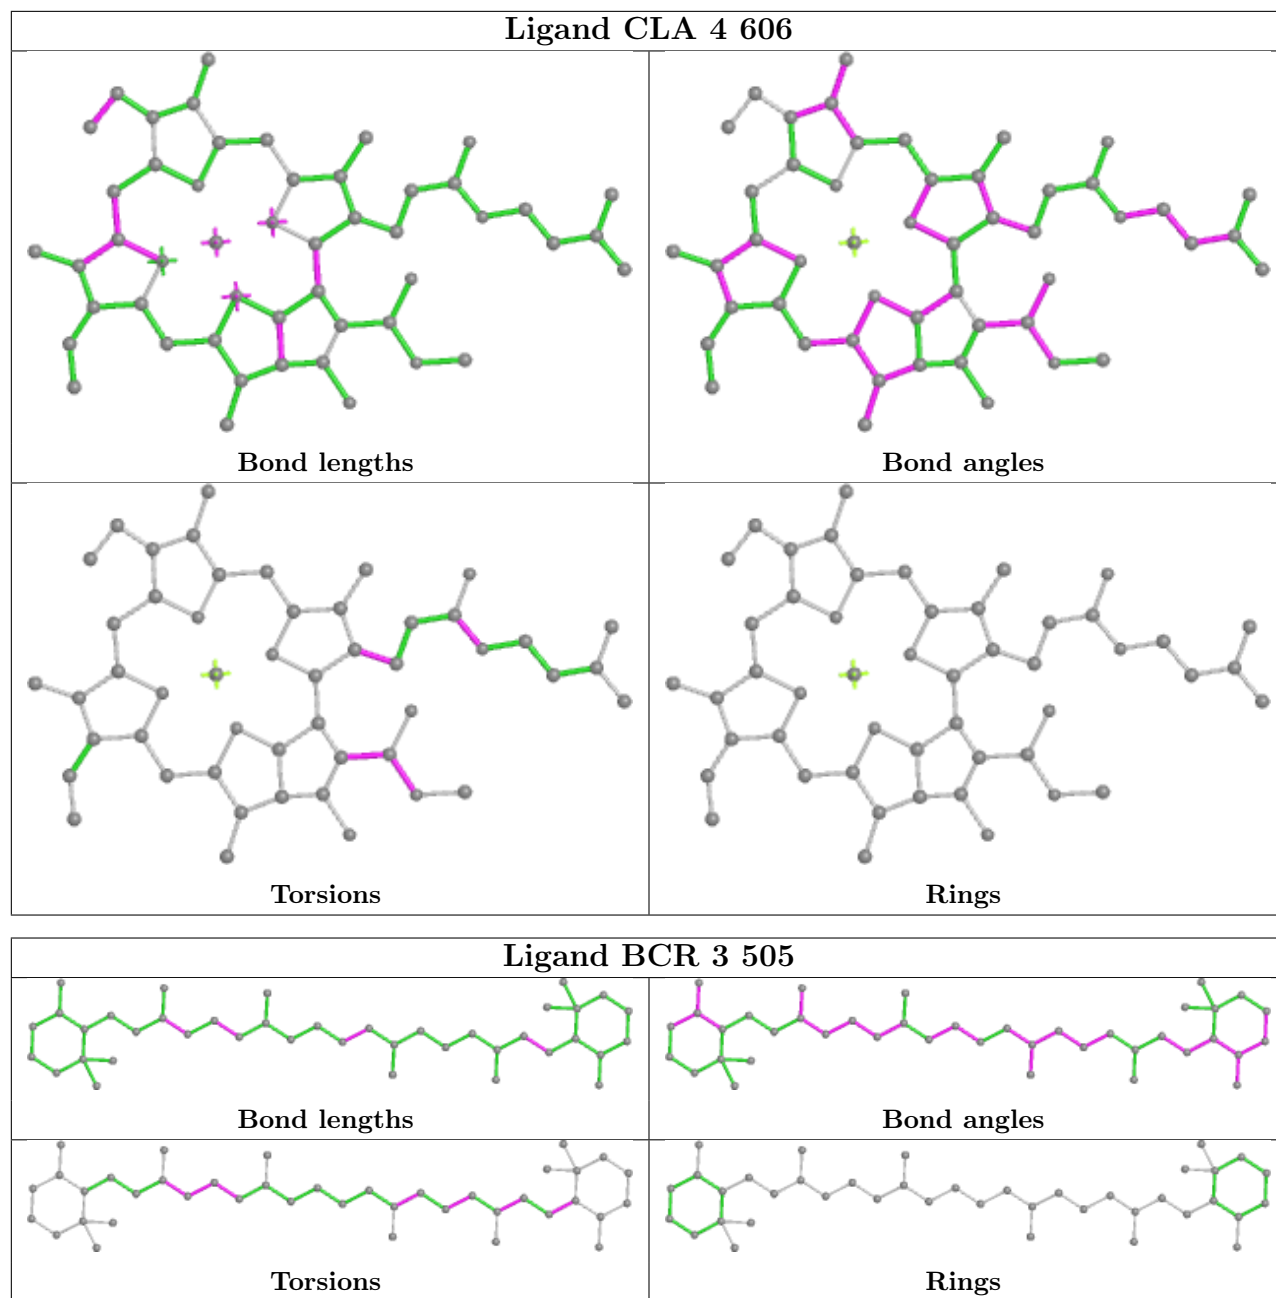 Ligand CLA 4 606
Bond lengths
Bond angles
Torsions
Rings
Ligand BCR 3 505
Bond lengths
Bond angles
Torsions
Rings